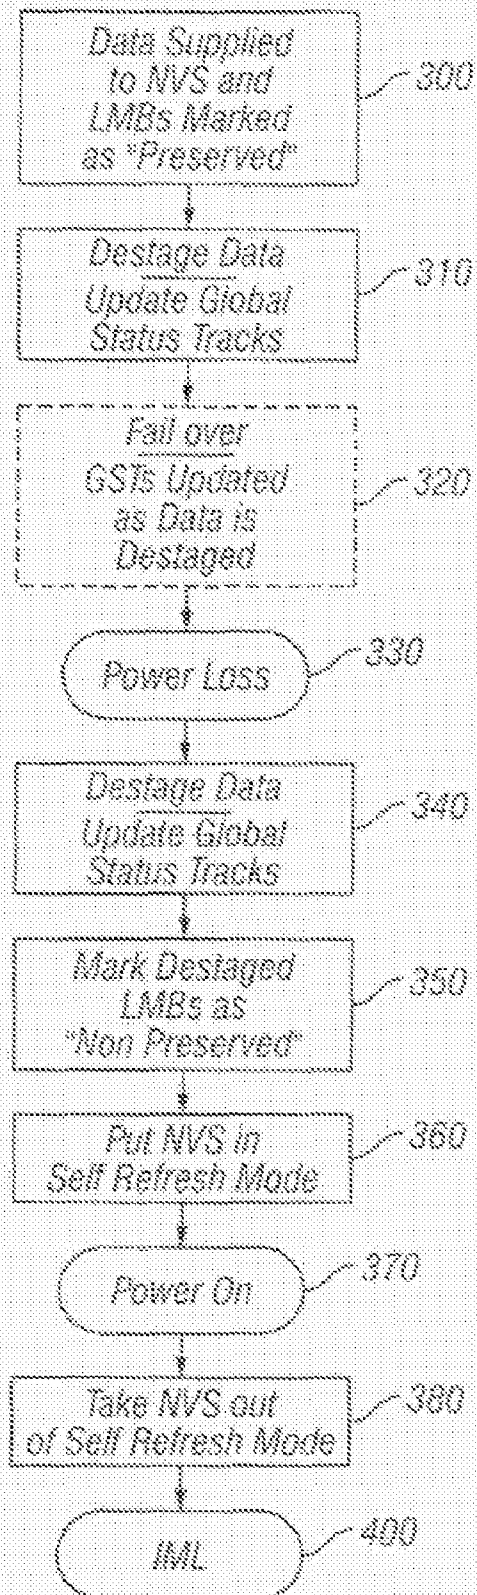 Data Supplied
to NVS and
LMBs Marked
as "Preserved"
300
Destage Data
Update Global
Status Tracks
310
Fail over
GSTs Updated
as Data is
Destaged
320
Power Loss
330
Destage Data
Update Global
Status Tracks
340
Mark Destaged
LMBs as
"Non Preserved"
350
Put NVS in
Self Refresh Mode
360
Power On
370
Take NVS out
of Self Refresh Mode
380
IML
400